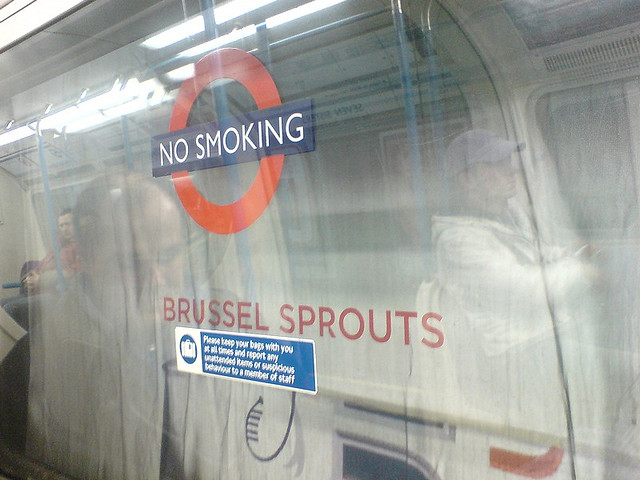 NO SMOKING
BRUSSEL SPROUTS
Please keep your bags with you
at all times and report any
unattended items or suspicious
behaviour to a member of staff